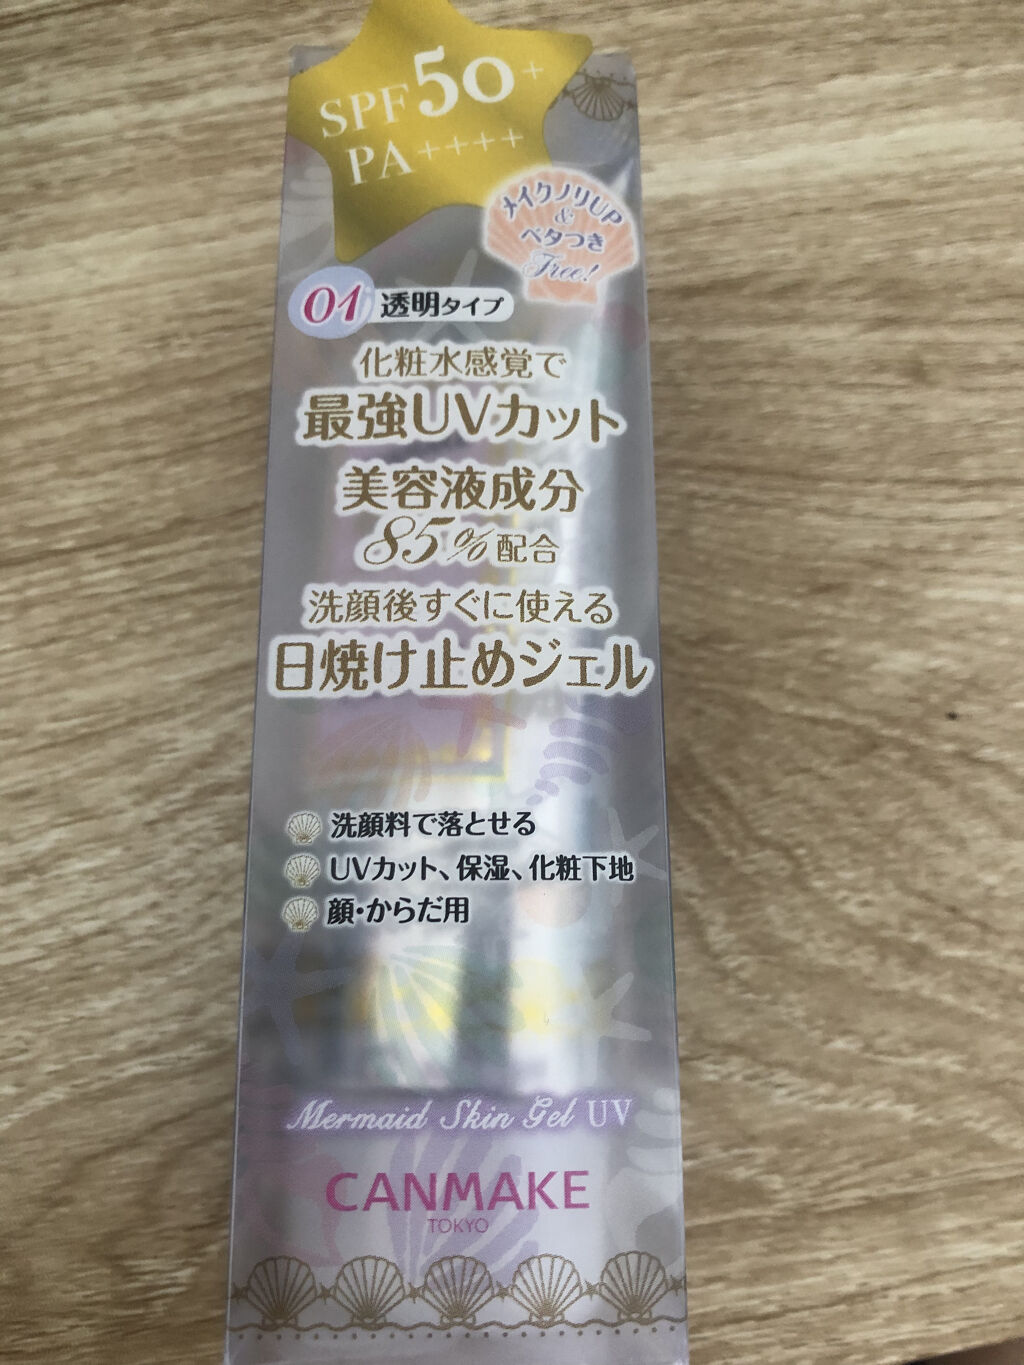 SPF50+
PA++++
メイクノリUP
&
ベタつき
Free!
01 透明タイプ
化粧水感覚で
最強UVカット
美容液成分
85%配合
洗顔後すぐに使える
日焼け止めジェル
洗顔料で落とせる
UVカット、保湿、化粧下地
顔・からだ用
Mermaid Skin Gel UV
CANMAKE
TOKYO